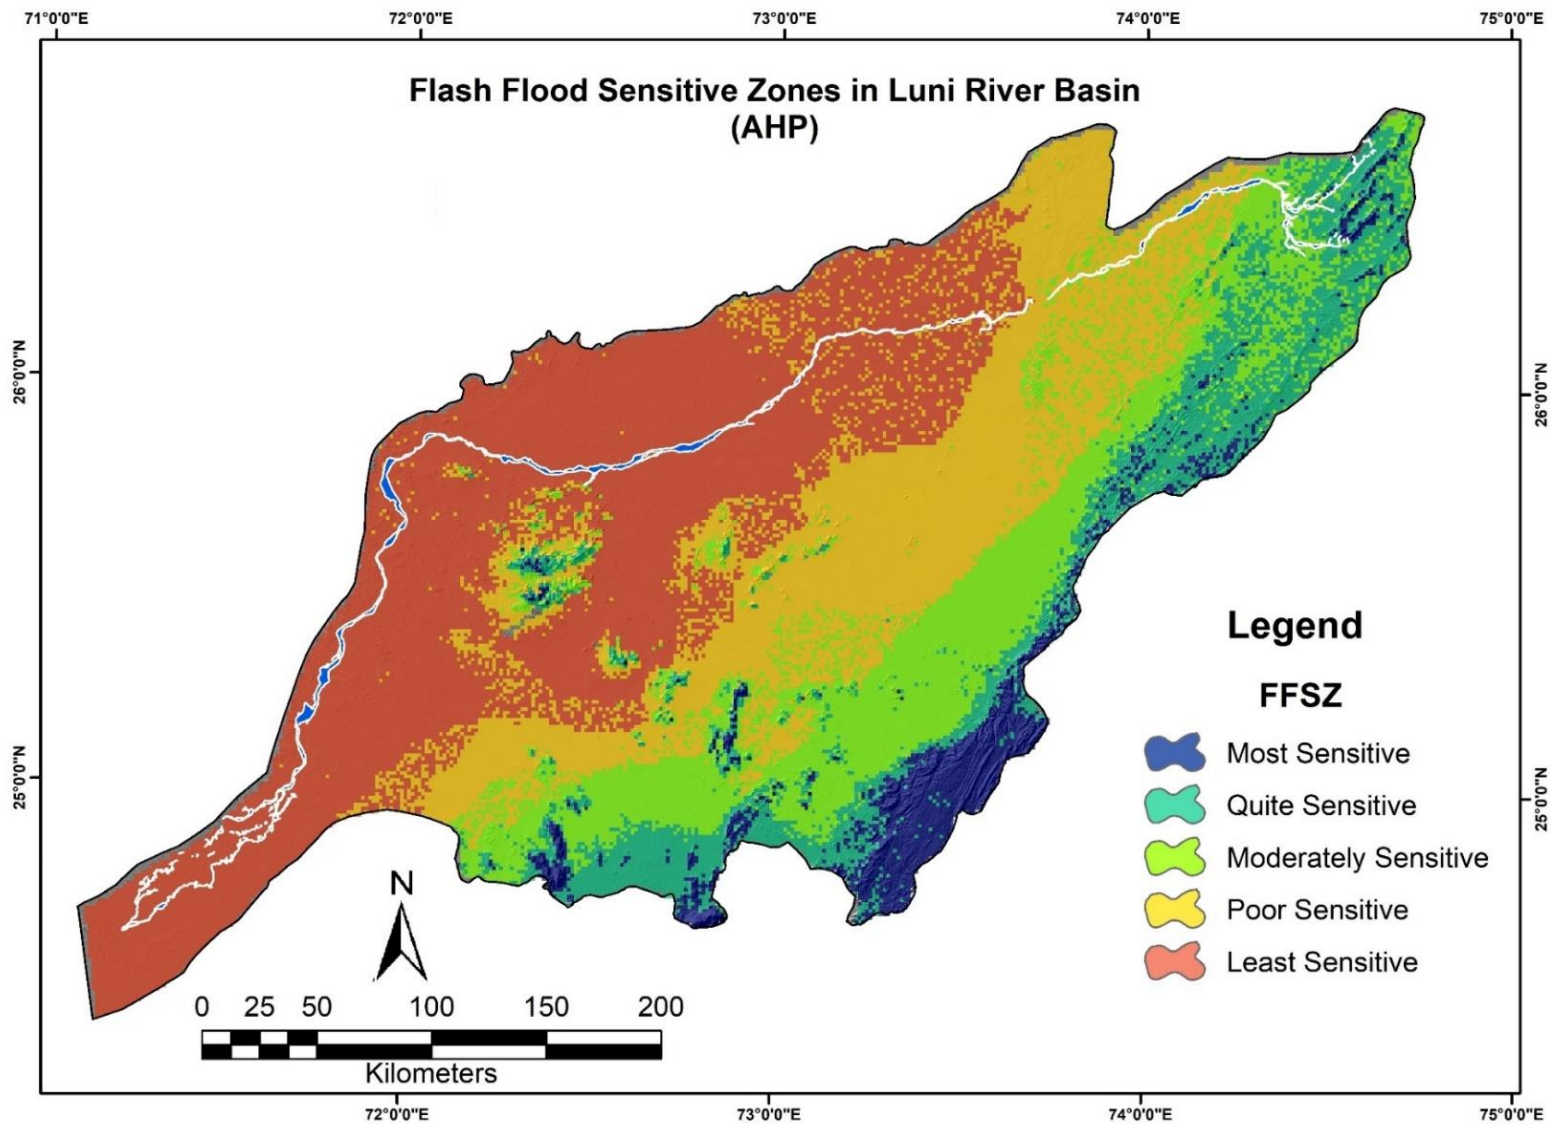 71°0'0"E 72°0'0"E 73°0'0"E 74°0'0"E 75°0'0"E
Flash Flood Sensitive Zones in Luni River Basin
(AHP)
26°0'0"N
26°0'0"N
Legend
FFSZ
Most Sensitive
25°0'0"N
25°0'0"N
Quite Sensitive
Moderately Sensitive
N
Poor Sensitive
Least Sensitive
0 25 50 100 150 200
Kilometers
72°0'0"E 73°0'0"E 74°0'0"E 75°0'0"E